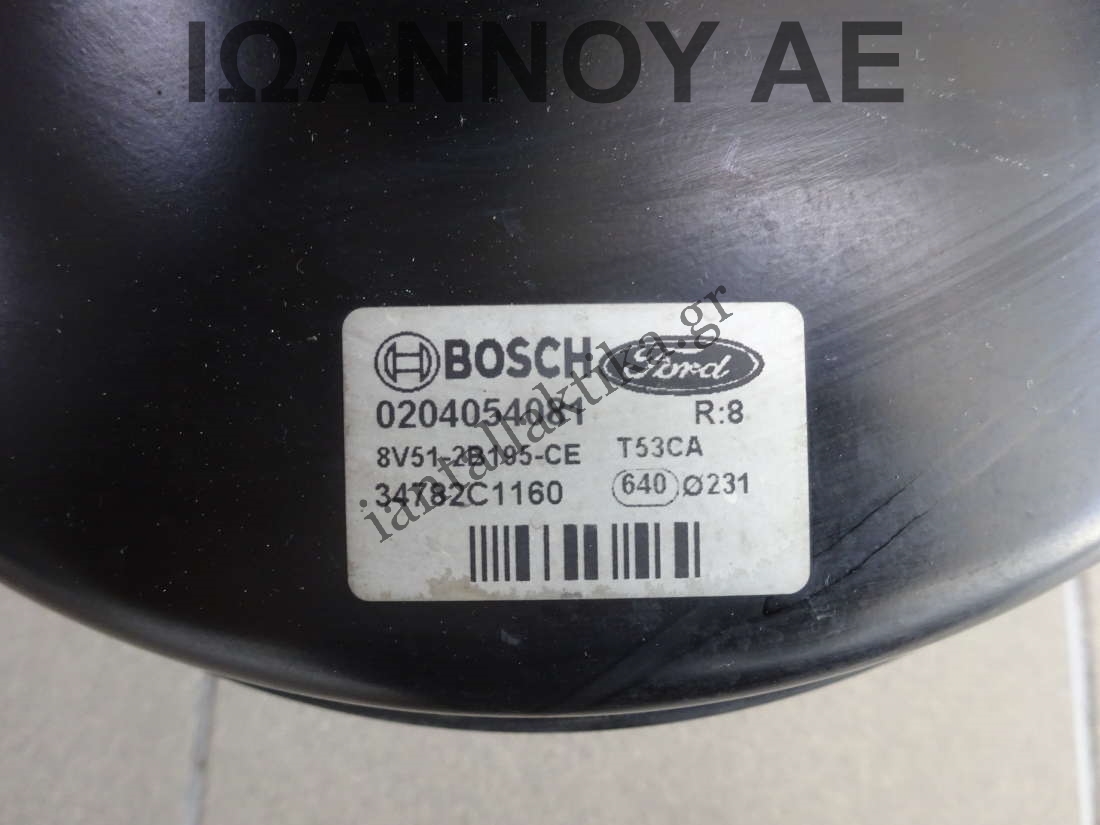 ΙΩΑΝΝΟΥ ΑΕ
BOSCH Ford
0204054081 R:8
8V51-2B195-CE T53CA
34782C1160 640 Ø231
iantallaktika.gr